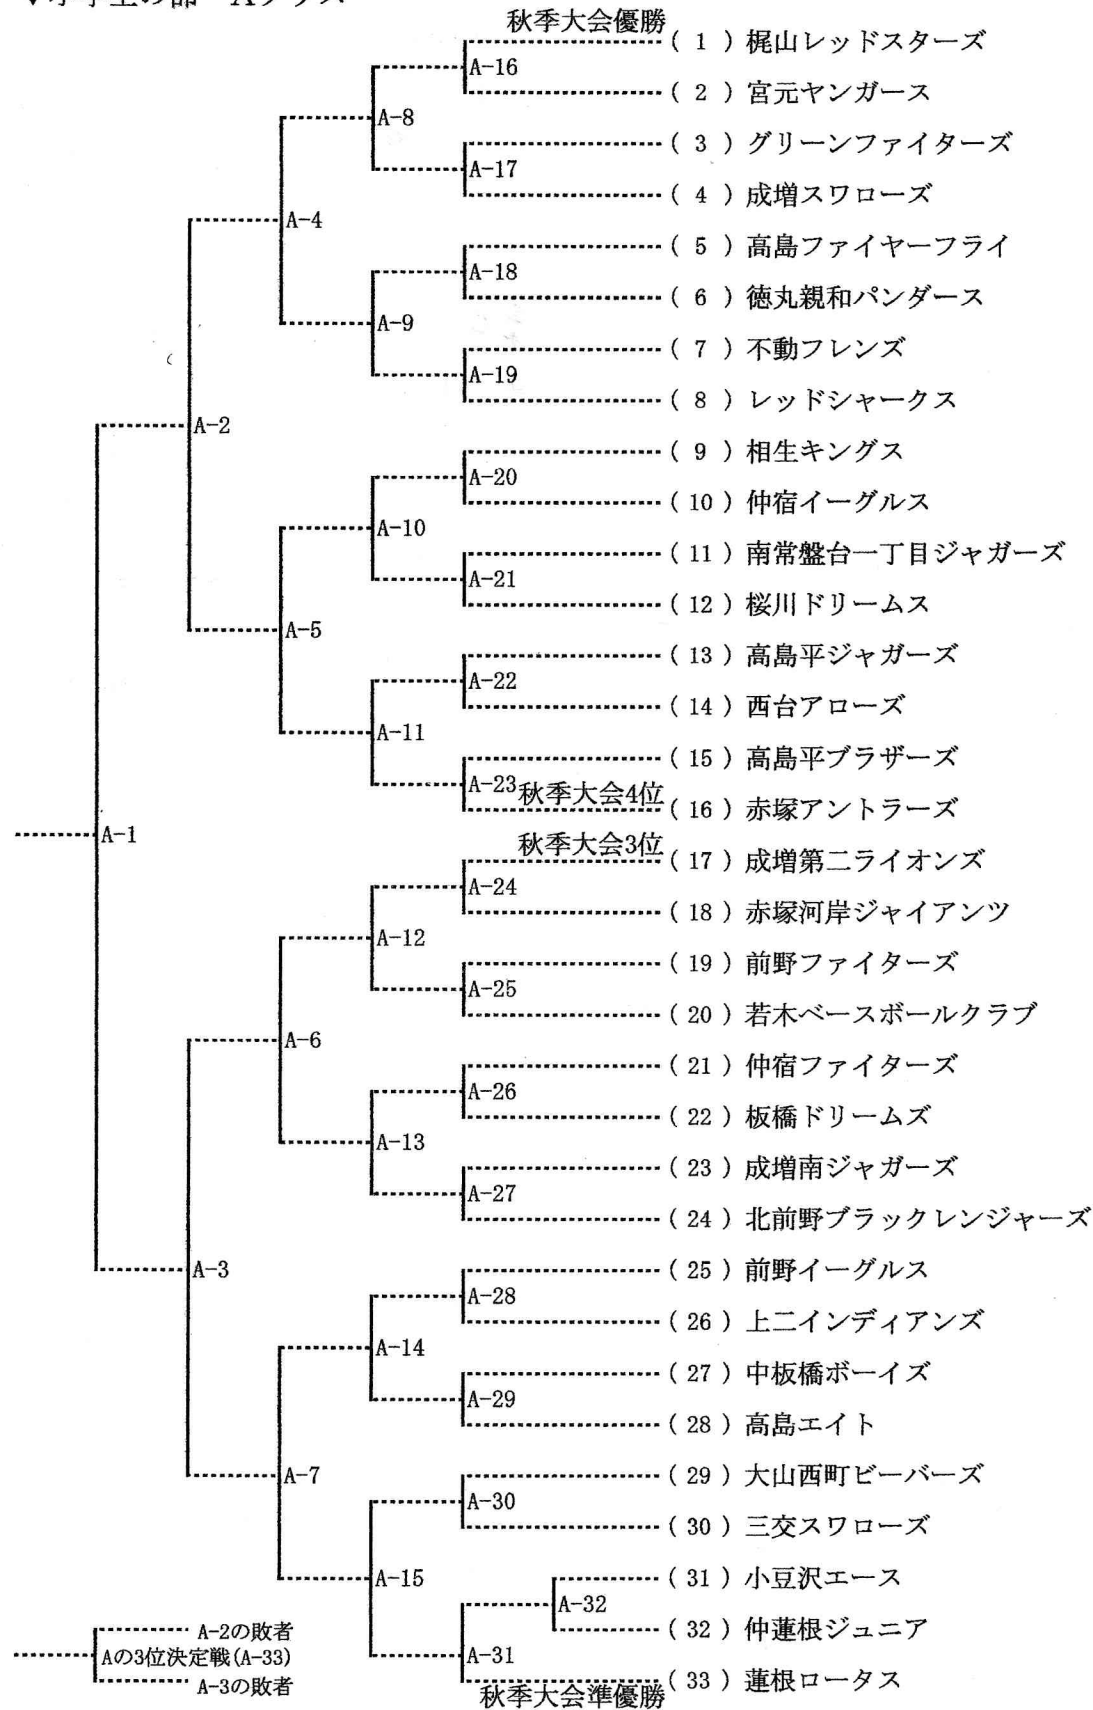 秋季大会優勝
( 1 ) 梶山レッドスターズ
A-16
( 2 ) 宮元ヤンガース
A-8
( 3 ) グリーンファイターズ
A-17
( 4 ) 成増スワローズ
A-4
( 5 ) 高島ファイヤーフライ
A-18
( 6 ) 徳丸親和パンダース
A-9
( 7 ) 不動フレンズ
A-19
( 8 ) レッドシャークス
A-2
( 9 ) 相生キングス
A-20
( 10 ) 仲宿イーグルス
A-10
( 11 ) 南常盤台一丁目ジャガーズ
A-21
( 12 ) 桜川ドリームス
A-5
( 13 ) 高島平ジャガーズ
A-22
( 14 ) 西台アローズ
A-11
( 15 ) 高島平ブラザーズ
A-23
秋季大会4位
( 16 ) 赤塚アントラーズ
A-1
秋季大会3位
( 17 ) 成増第二ライオンズ
A-24
( 18 ) 赤塚河岸ジャイアンツ
A-12
( 19 ) 前野ファイターズ
A-25
( 20 ) 若木ベースボールクラブ
A-6
( 21 ) 仲宿ファイターズ
A-26
( 22 ) 板橋ドリームズ
A-13
( 23 ) 成増南ジャガーズ
A-27
( 24 ) 北前野ブラックレンジャーズ
A-3
( 25 ) 前野イーグルス
A-28
( 26 ) 上二インディアンズ
A-14
( 27 ) 中板橋ボーイズ
A-29
( 28 ) 高島エイト
A-7
( 29 ) 大山西町ビーバーズ
A-30
( 30 ) 三交スワローズ
A-15
( 31 ) 小豆沢エース
A-32
( 32 ) 仲蓮根ジュニア
A-31
( 33 ) 蓮根ロータス
秋季大会準優勝
A-2の敗者
Aの3位決定戦(A-33)
A-3の敗者